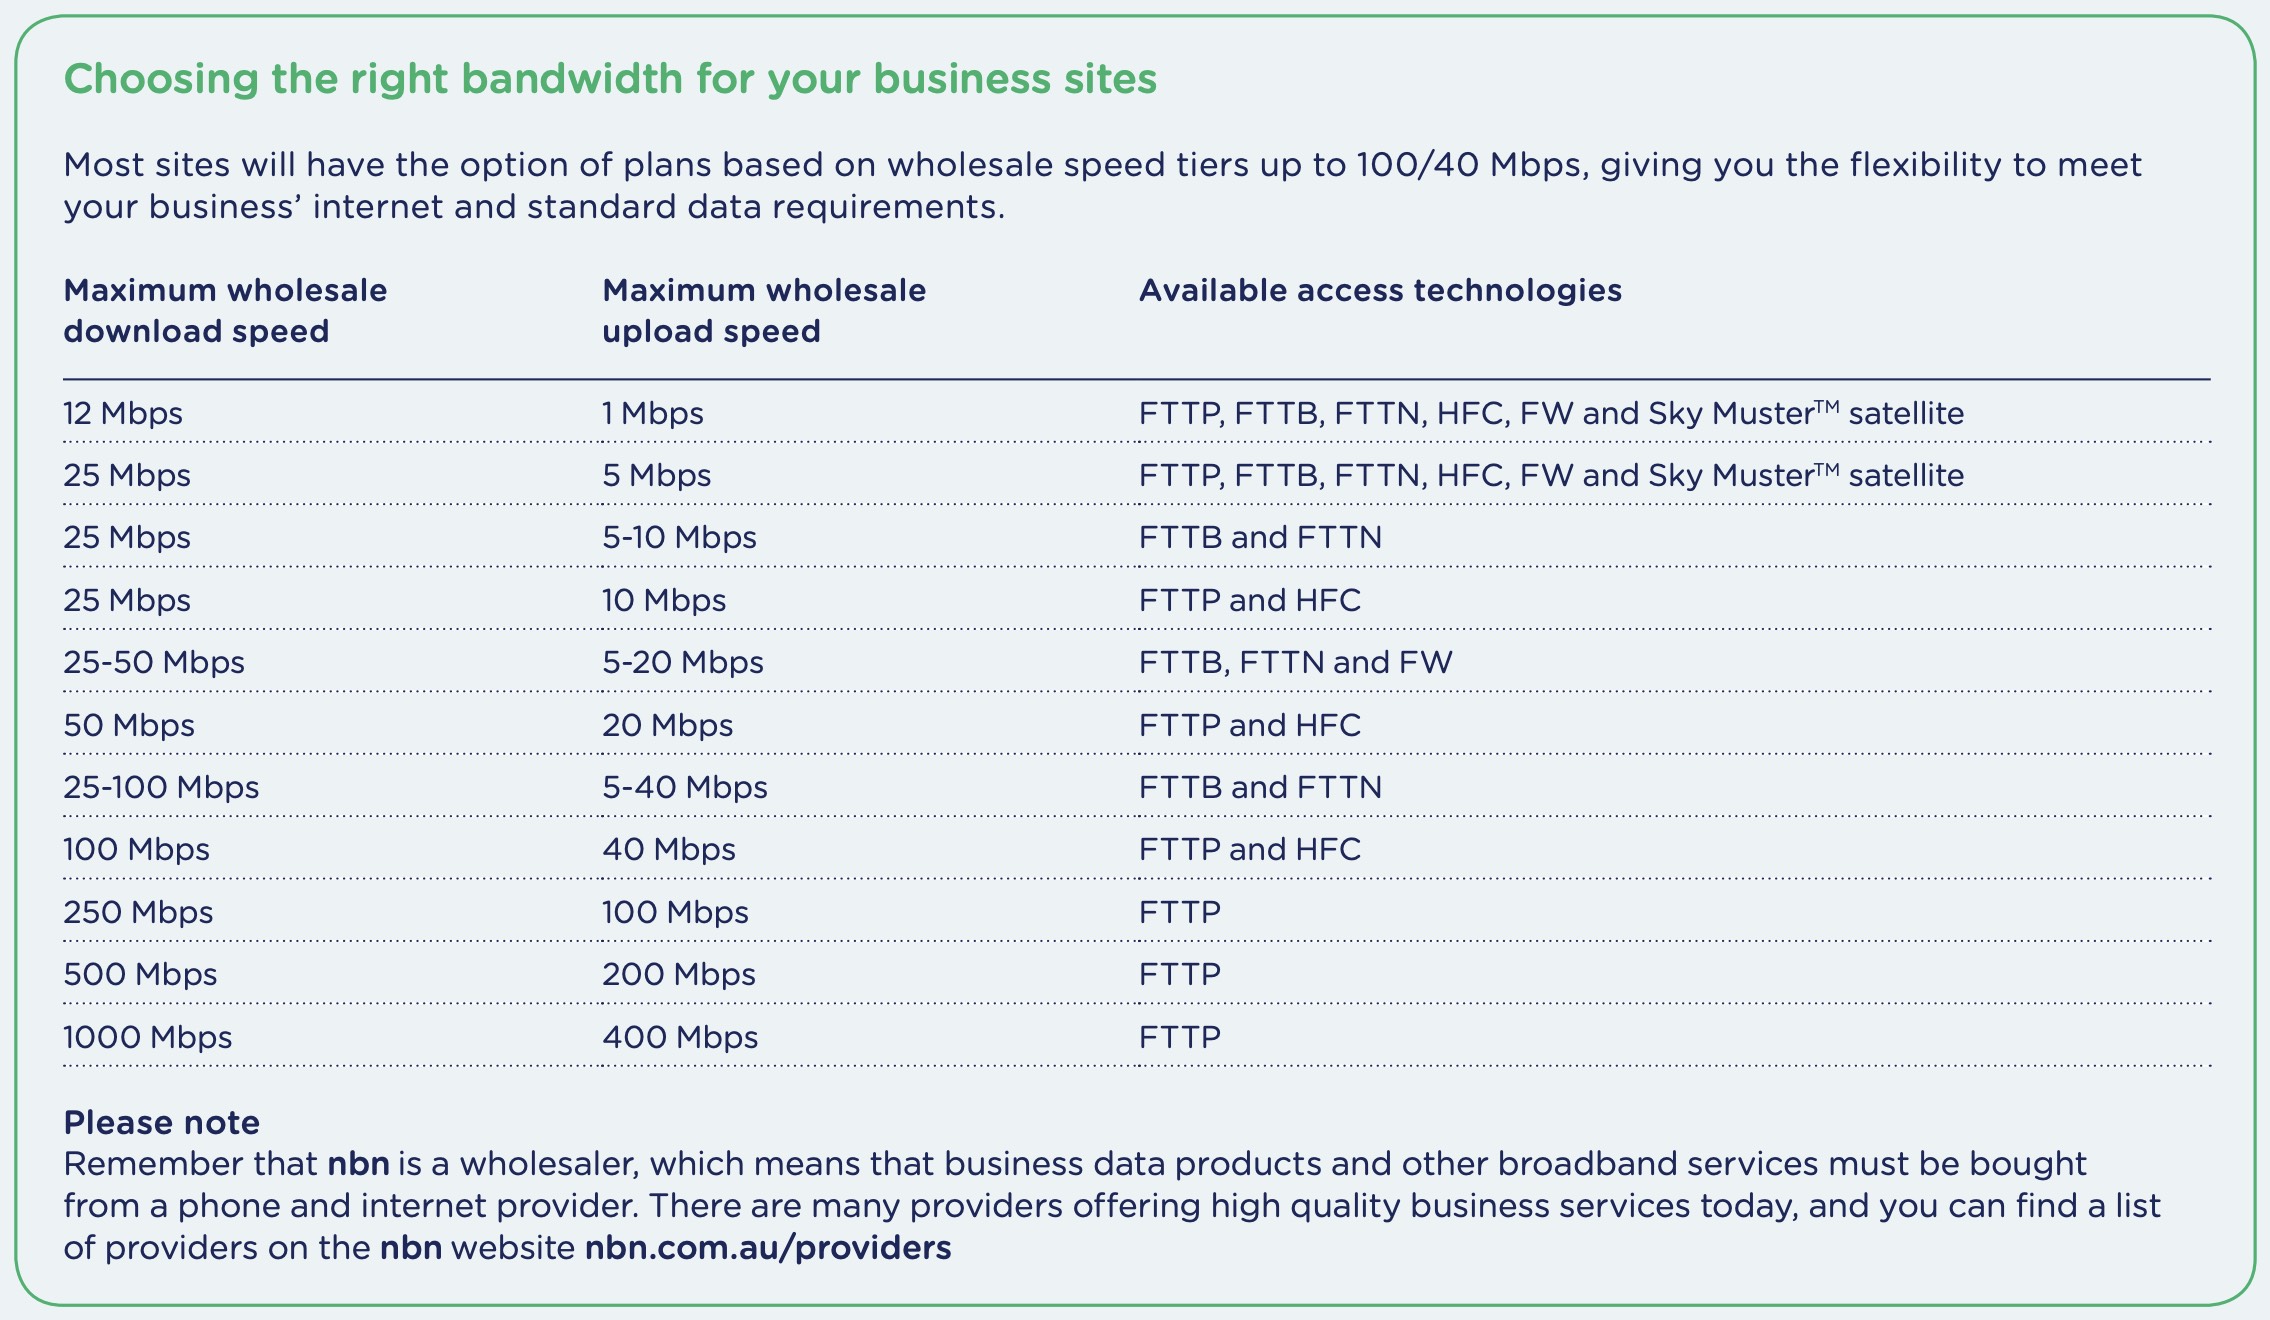 Choosing the right bandwidth for your business sites
Most sites will have the option of plans based on wholesale speed tiers up to 100/40 Mbps, giving you the flexibility to meet
your business’ internet and standard data requirements.
Maximum wholesale download speed Maximum wholesale upload speed Available access technologies
12 Mbps 1 Mbps FTTP, FTTB, FTTN, HFC, FW and Sky Muster™ satellite
25 Mbps 5 Mbps FTTP, FTTB, FTTN, HFC, FW and Sky Muster™ satellite
25 Mbps 5-10 Mbps FTTB and FTTN
25 Mbps 10 Mbps FTTP and HFC
25-50 Mbps 5-20 Mbps FTTB, FTTN and FW
50 Mbps 20 Mbps FTTP and HFC
25-100 Mbps 5-40 Mbps FTTB and FTTN
100 Mbps 40 Mbps FTTP and HFC
250 Mbps 100 Mbps FTTP
500 Mbps 200 Mbps FTTP
1000 Mbps 400 Mbps FTTP
Please note
Remember that nbn is a wholesaler, which means that business data products and other broadband services must be bought
from a phone and internet provider. There are many providers offering high quality business services today, and you can find a list
of providers on the nbn website nbn.com.au/providers